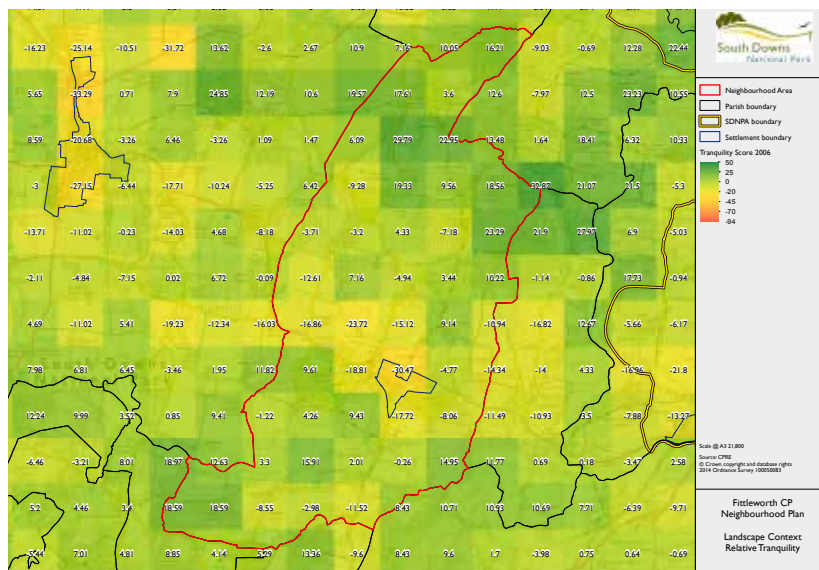 -16.23 -25.14 -10.51 -31.72 13.62 -2.6 2.67 10.9 7.16 10.05 16.21 -9.03 -0.69 12.28 22.44
5.65 -33.29 0.71 7.9 24.85 12.19 10.6 19.57 17.61 3.6 12.6 -7.97 12.5 23.23 10.55
8.59 -20.68 -3.26 6.46 -3.26 1.09 1.47 6.09 29.79 22.95 13.48 1.64 18.41 16.32 10.33
-3 -27.15 -6.44 -17.71 -10.24 -5.25 6.42 -9.28 19.33 9.56 18.56 32.87 21.07 21.5 -5.3
-13.71 -11.02 -0.23 -14.03 4.68 -8.18 -3.71 -3.2 4.33 -7.18 23.29 21.9 27.97 6.9 -5.03
-2.11 -4.84 -7.15 0.02 6.72 -0.09 -12.61 7.16 -4.94 3.44 10.22 -1.14 -0.86 17.73 -0.94
4.69 -11.02 5.41 -19.23 -12.34 -16.03 -16.86 -23.72 -15.12 9.14 -10.94 -16.82 12.67 -5.66 -6.17
7.98 6.81 6.45 -3.46 1.95 11.82 9.61 -18.81 -30.47 -4.77 -14.34 -14 4.33 -16.96 -21.8
12.24 9.99 3.52 0.85 9.41 -1.22 4.26 9.43 -17.72 -8.06 -11.49 -10.93 3.5 -7.88 -13.27
-6.46 -3.21 8.01 18.97 12.63 3.3 15.91 2.01 -0.26 14.95 11.77 0.69 0.18 -3.47 2.58
5.2 4.46 3.4 18.59 18.59 -8.55 -2.98 -11.52 -8.43 10.71 10.93 10.69 7.71 -6.39 -9.71
7.01 4.81 8.85 4.14 5.29 13.36 -9.6 8.43 9.6 1.7 -3.98 0.75 0.64 -0.69
South Downs
National Park
Neighbourhood Area
Parish boundary
SDNPA boundary
Settlement boundary
Tranquility Score 2006
50
25
0
-20
-45
-70
-94
Scale @ A3 21,800
Source: CPRE
© Crown copyright and database rights
2014 Ordnance Survey 100050083
Fittleworth CP
Neighbourhood Plan
Landscape Context
Relative Tranquility